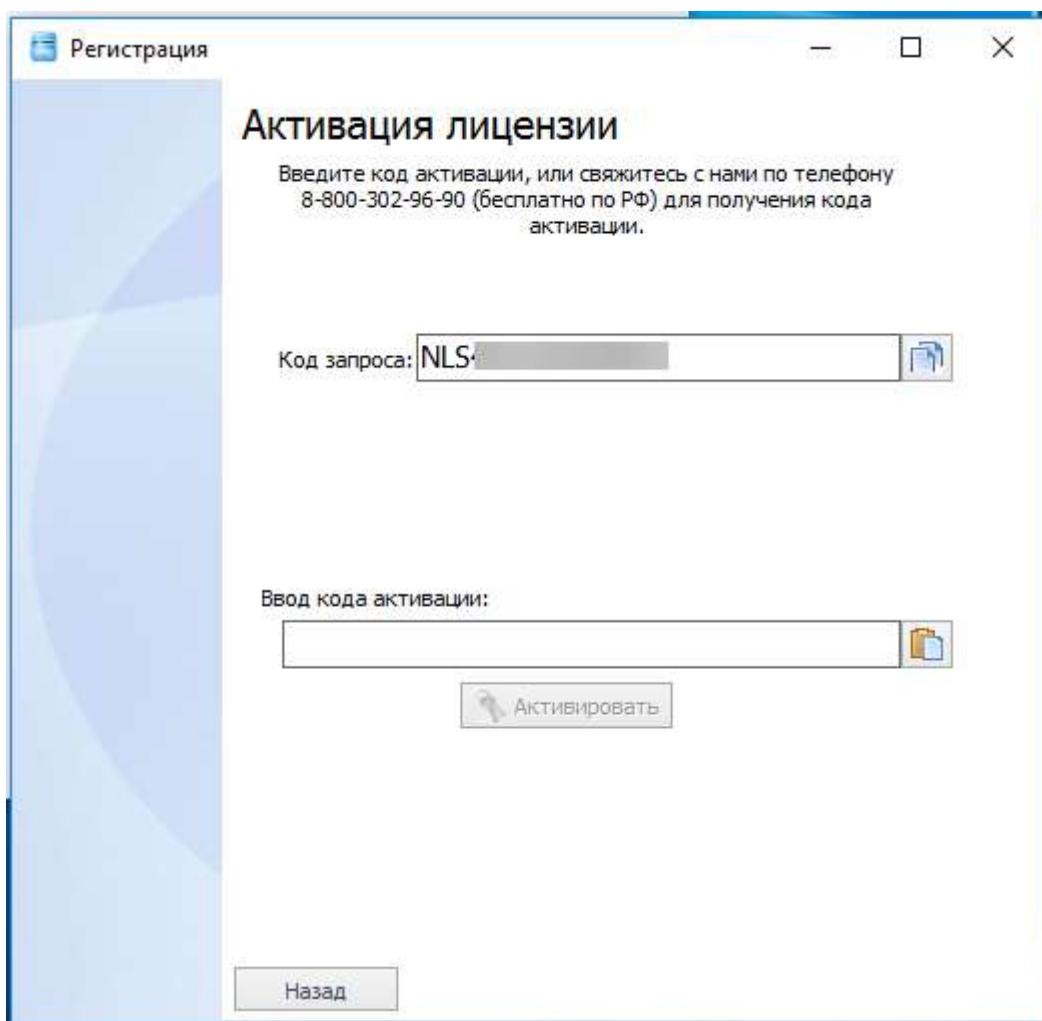 Регистрация
Активация лицензии
Введите код активации, или свяжитесь с нами по телефону
8-800-302-96-90 (бесплатно по РФ) для получения кода
активации.
Код запроса: NLS
Ввод кода активации:
Активировать
Назад